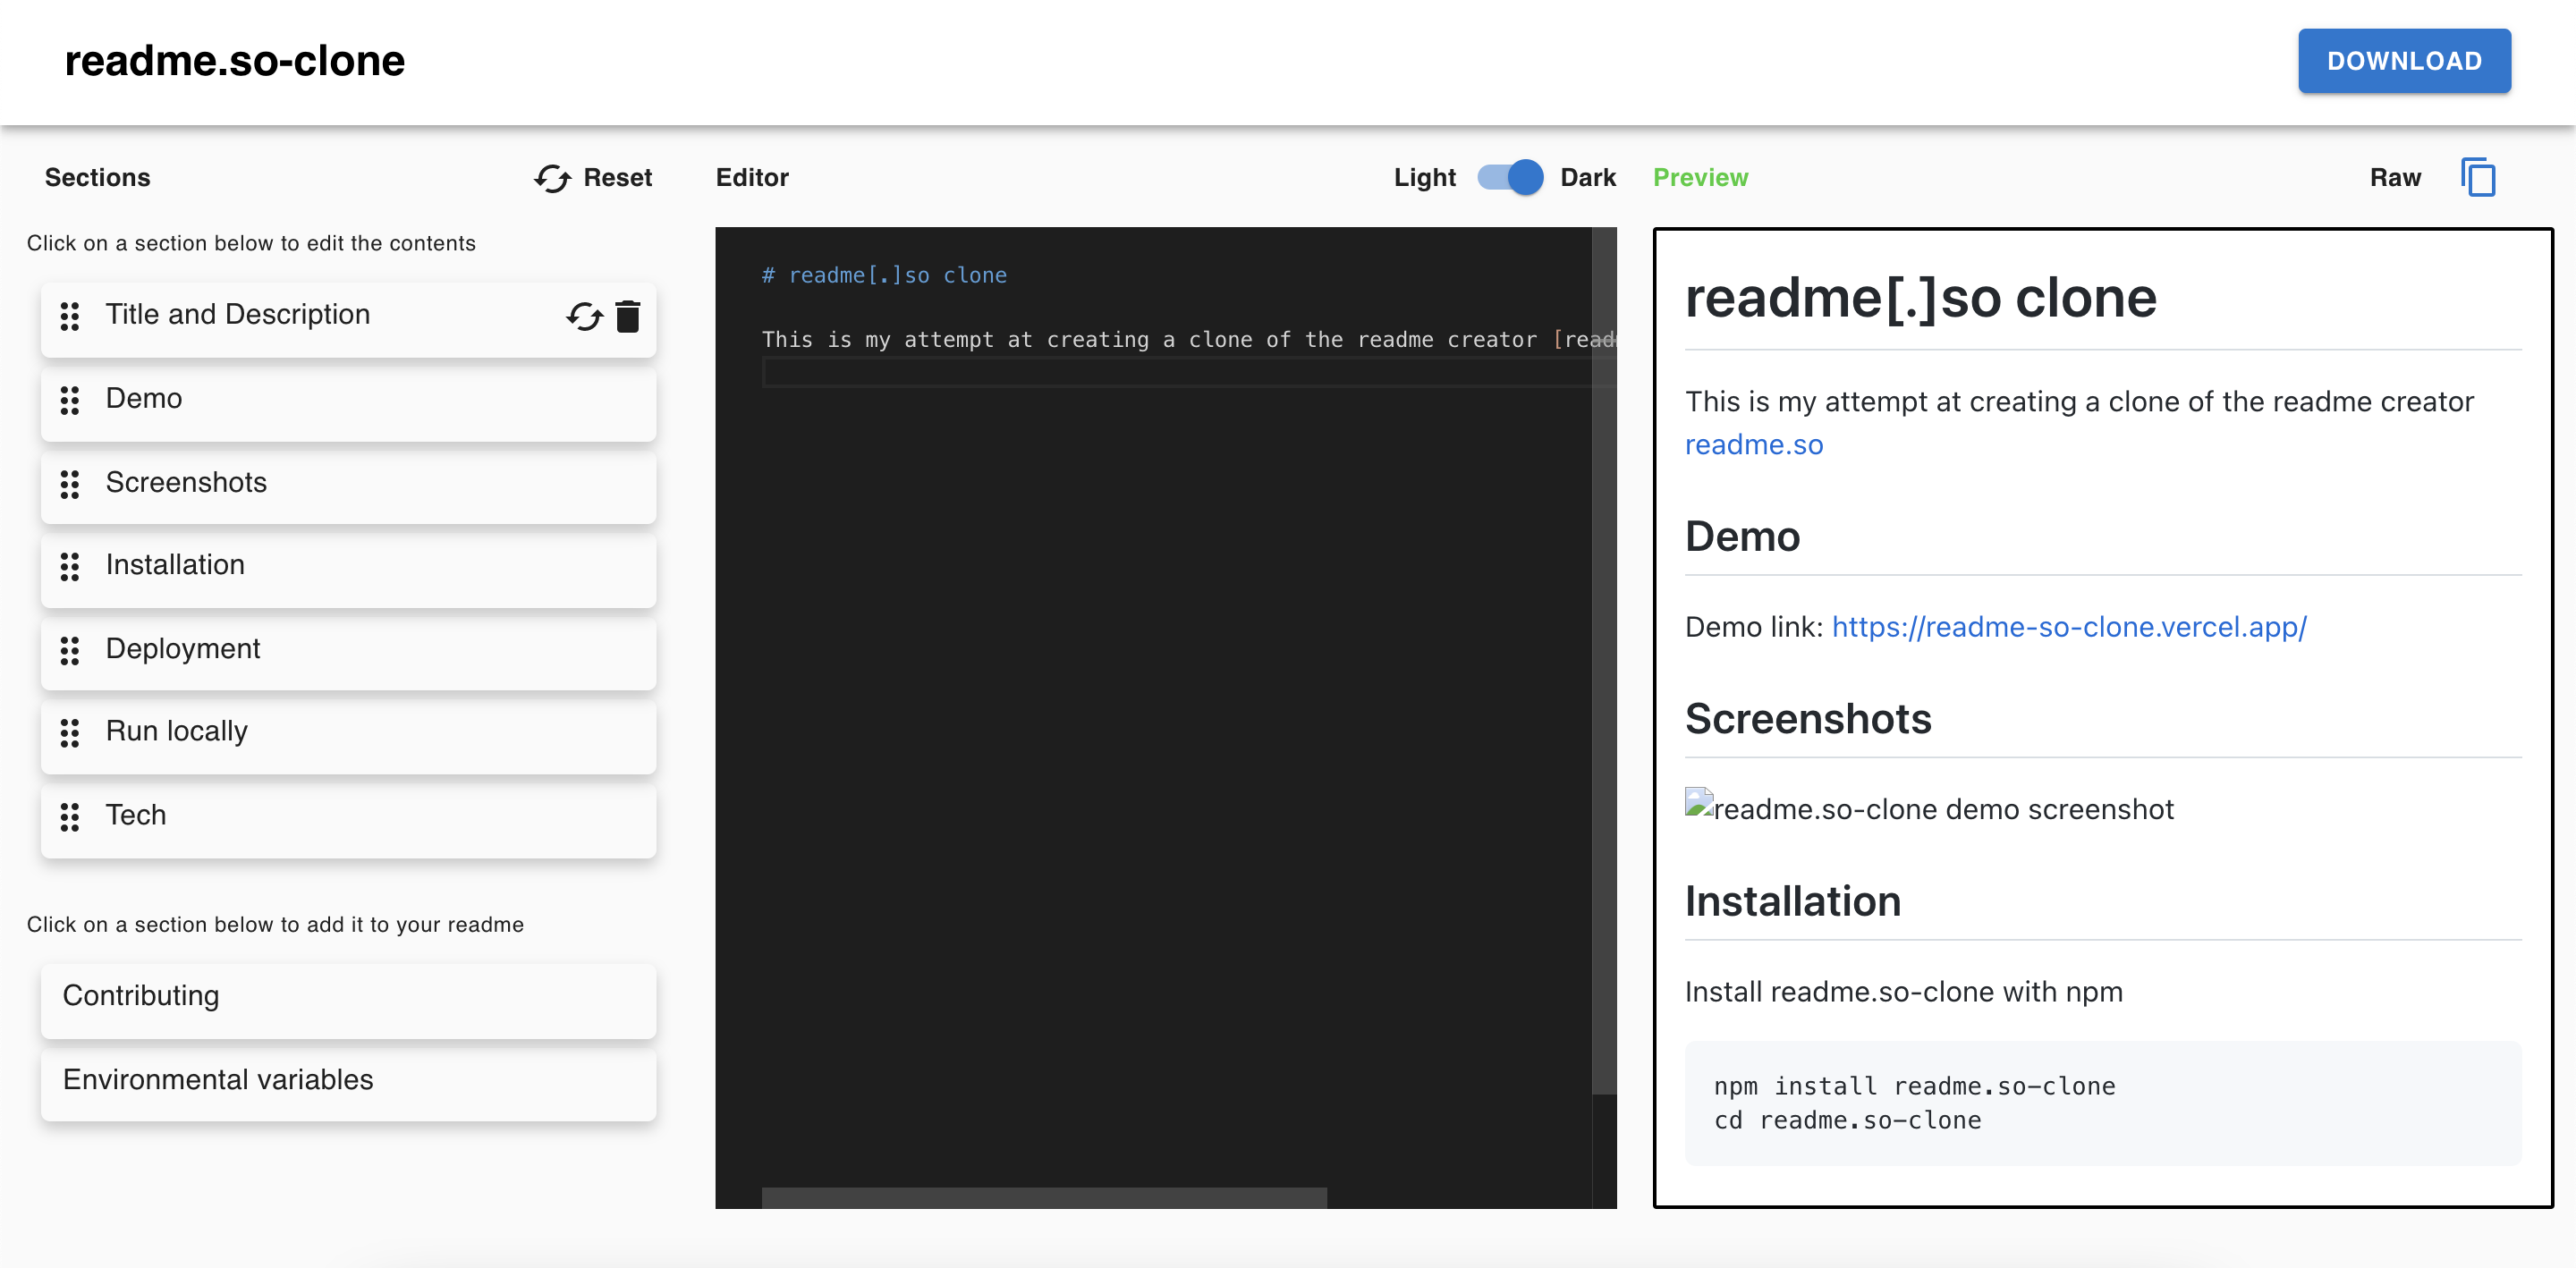 readme.so-clone
DOWNLOAD
Sections
Reset
Click on a section below to edit the contents
Title and Description
Demo
Screenshots
Installation
Deployment
Run locally
Tech
Click on a section below to add it to your readme
Contributing
Environmental variables
Editor
Light
Dark
# readme[.]so clone
This is my attempt at creating a clone of the readme creator [readm
Preview
Raw
readme[.]so clone
This is my attempt at creating a clone of the readme creator
readme.so
Demo
Demo link: https://readme-so-clone.vercel.app/
Screenshots
readme.so-clone demo screenshot
Installation
Install readme.so-clone with npm
npm install readme.so-clone
cd readme.so-clone